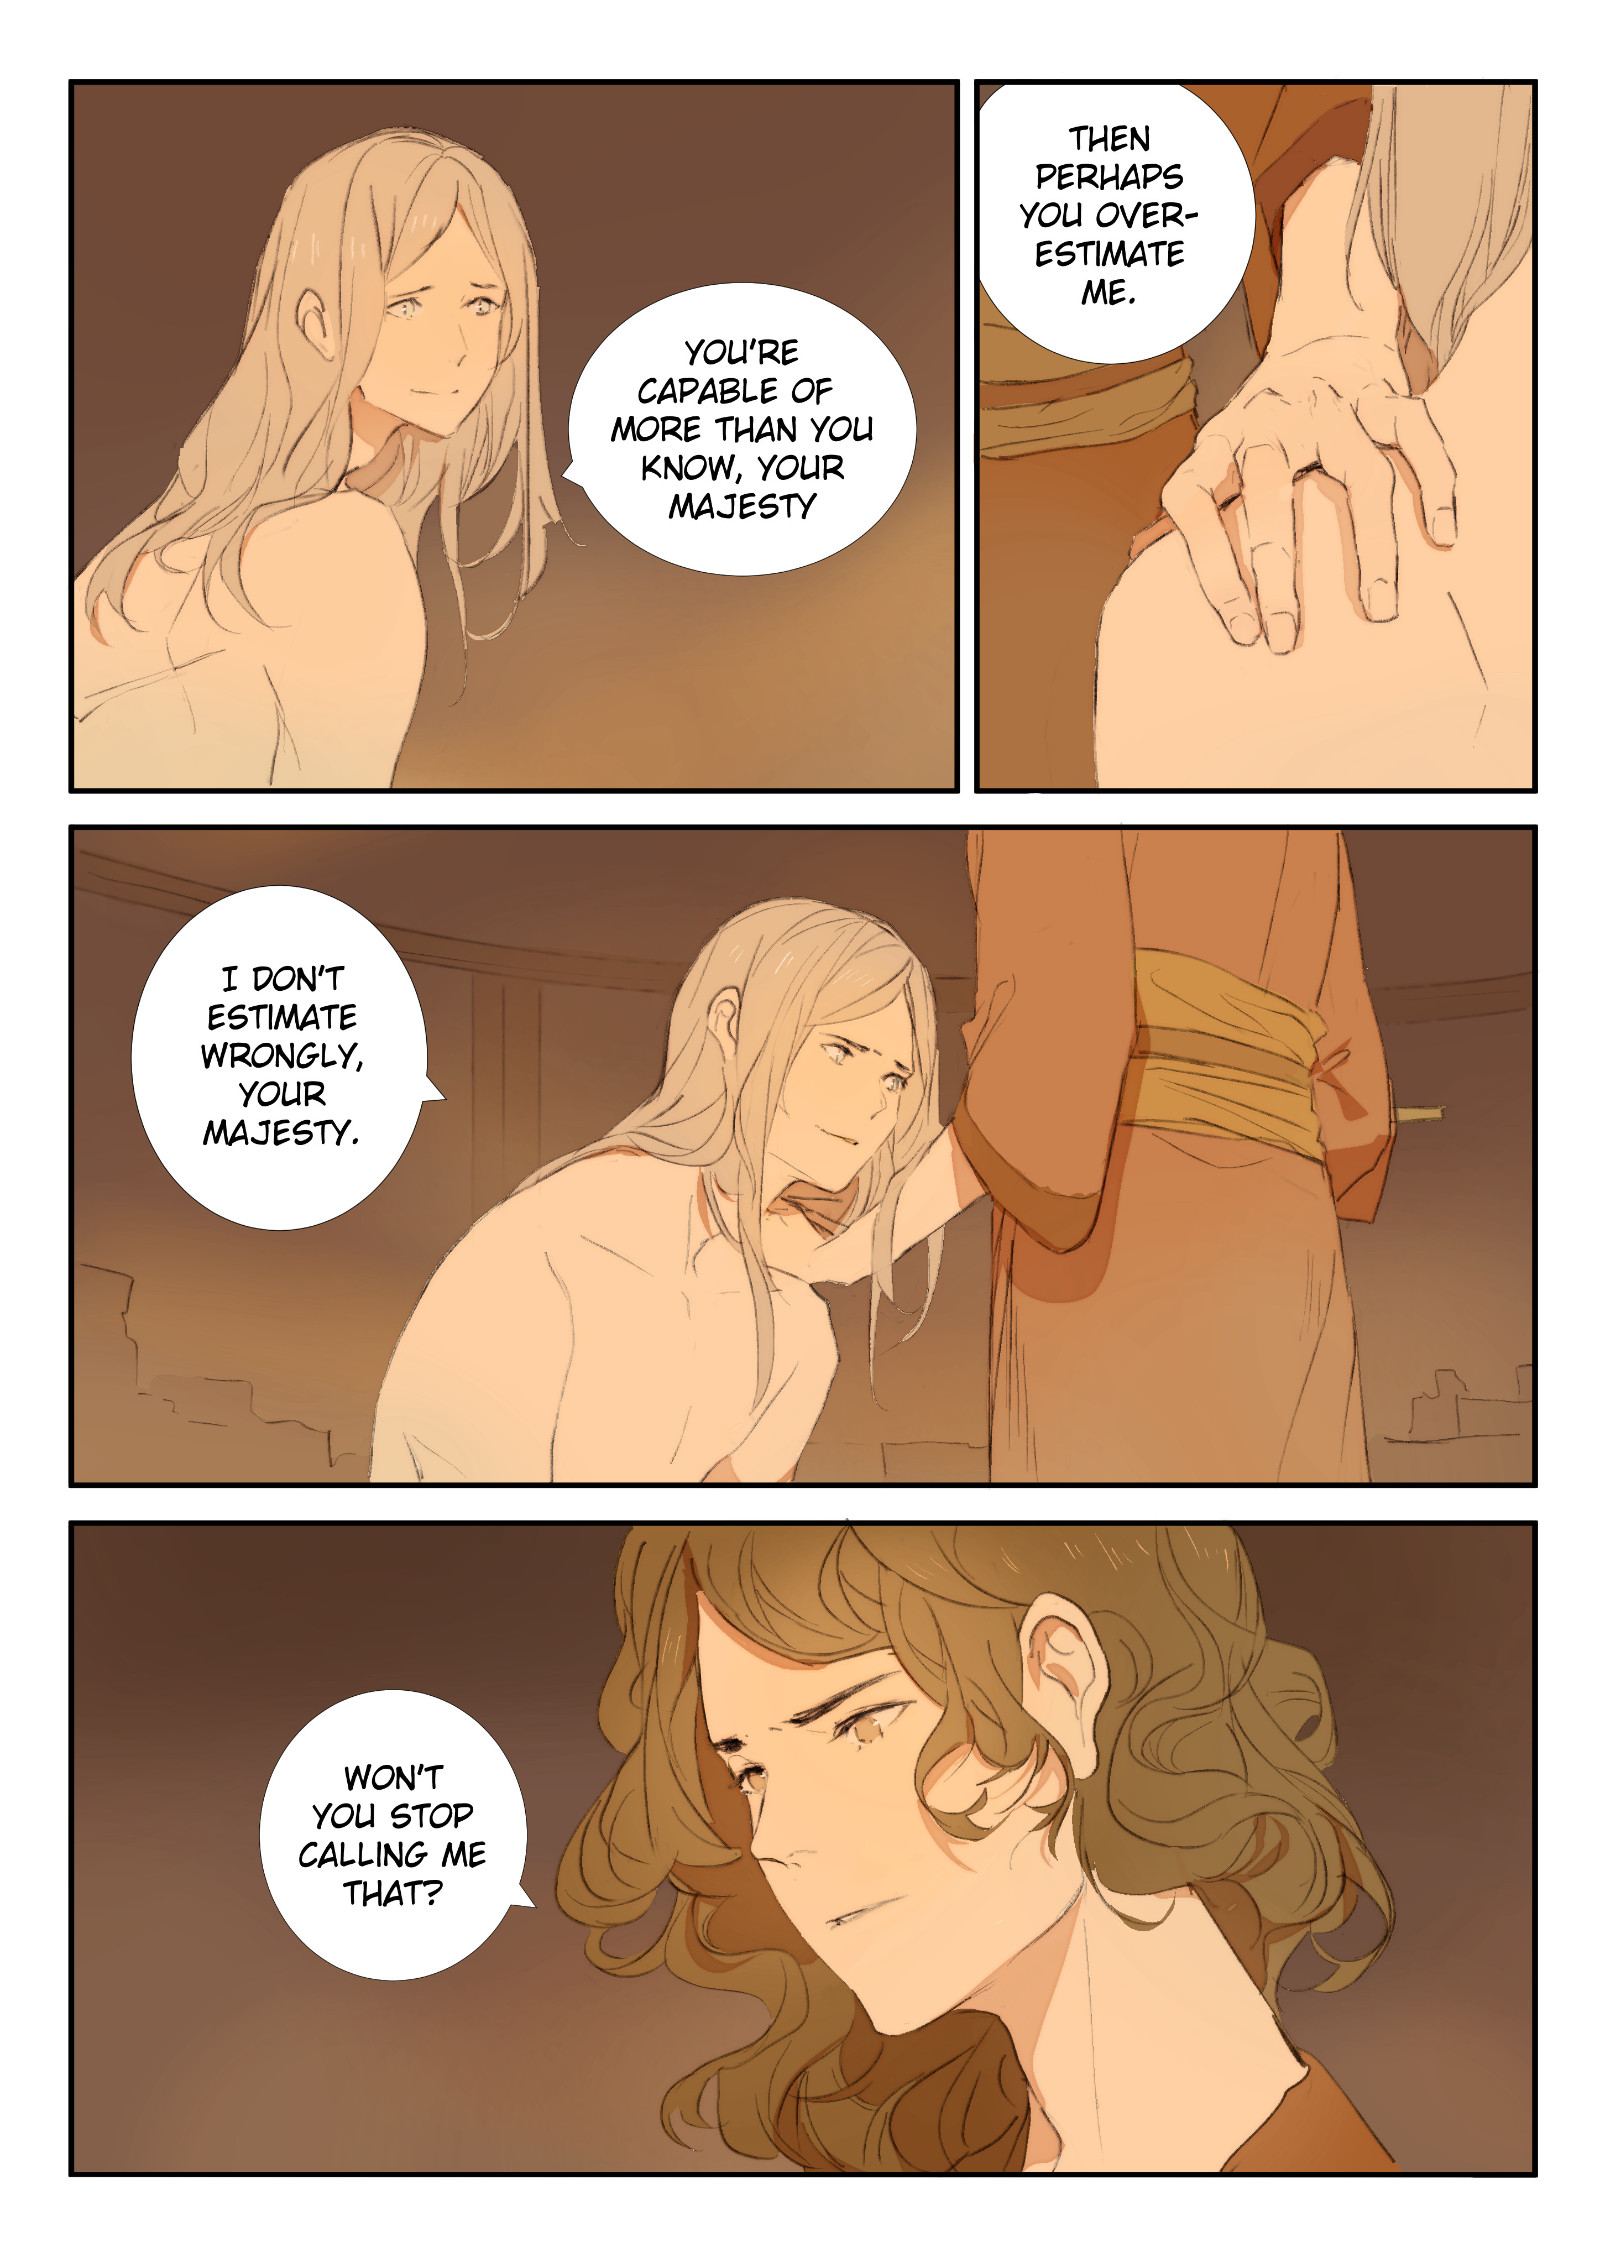 YOU'RE
CAPABLE OF
MORE THAN YOU
KNOW, YOUR
MAJESTY
THEN
PERHAPS
YOU OVER-
ESTIMATE
ME.
I DON'T
ESTIMATE
WRONGLY,
YOUR
MAJESTY.
WON'T
YOU STOP
CALLING ME
THAT?